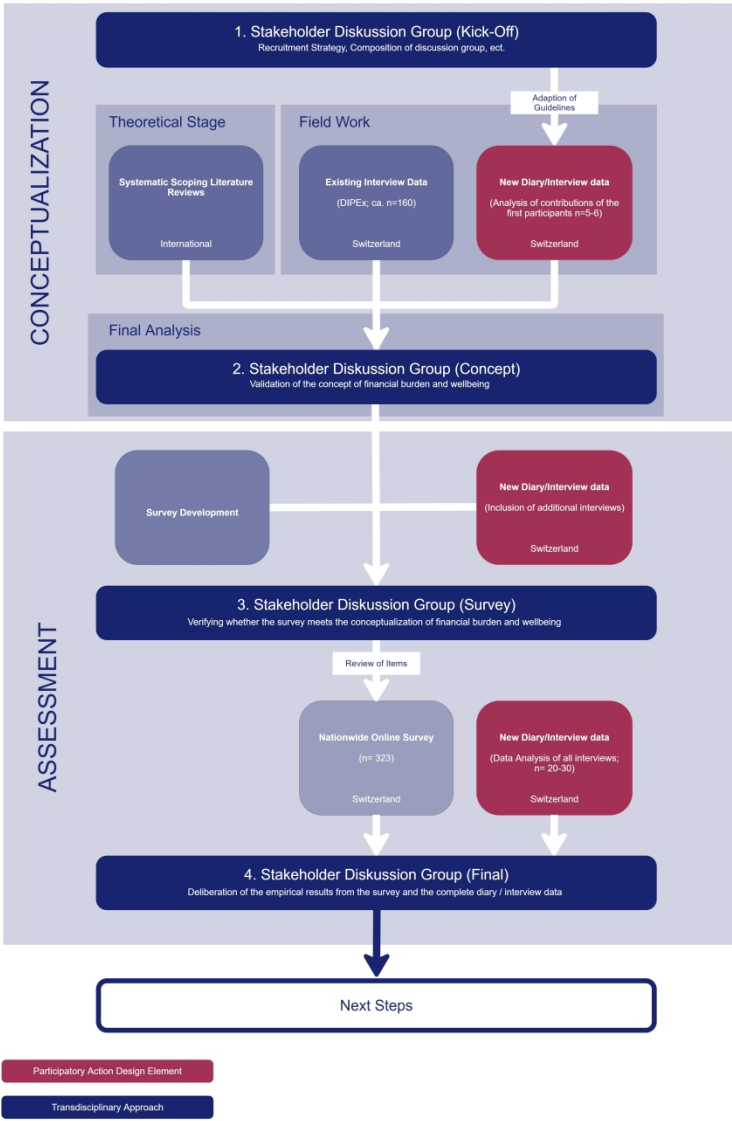 1. Stakeholder Diskussion Group (Kick-Off)
Recruitment Strategy, Composition of discussion group, ect.
CONCEPTUALIZATION
Adaption of
Guidelines
Theoretical Stage
Field Work
Systematic Scoping Literature
Reviews
International
Existing Interview Data
(DIPEx; ca. n=160)
Switzerland
New Diary/Interview data
(Analysis of contributions of the
first participants n=5-6)
Switzerland
Final Analysis
2. Stakeholder Diskussion Group (Concept)
Validation of the concept of financial burden and wellbeing
ASSESSMENT
Survey Development
New Diary/Interview data
(Inclusion of additional interviews)
Switzerland
3. Stakeholder Diskussion Group (Survey)
Verifying whether the survey meets the conceptualization of financial burden and wellbeing
Review of Items
Nationwide Online Survey
(n= 323)
Switzerland
New Diary/Interview data
(Data Analysis of all interviews;
n= 20-30)
Switzerland
4. Stakeholder Diskussion Group (Final)
Deliberation of the empirical results from the survey and the complete diary / interview data
Next Steps
Participatory Action Design Element
Transdisciplinary Approach